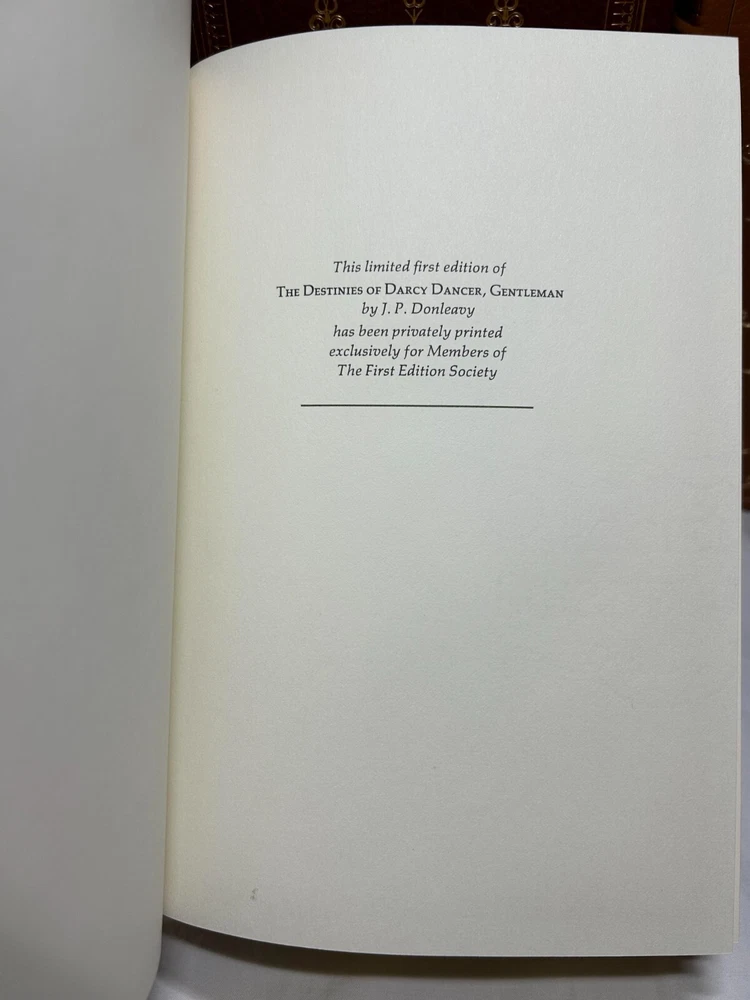 This limited first edition of
THE DESTINIES OF DARCY DANCER, GENTLEMAN
by J. P. Donleavy
has been privately printed
exclusively for Members of
The First Edition Society